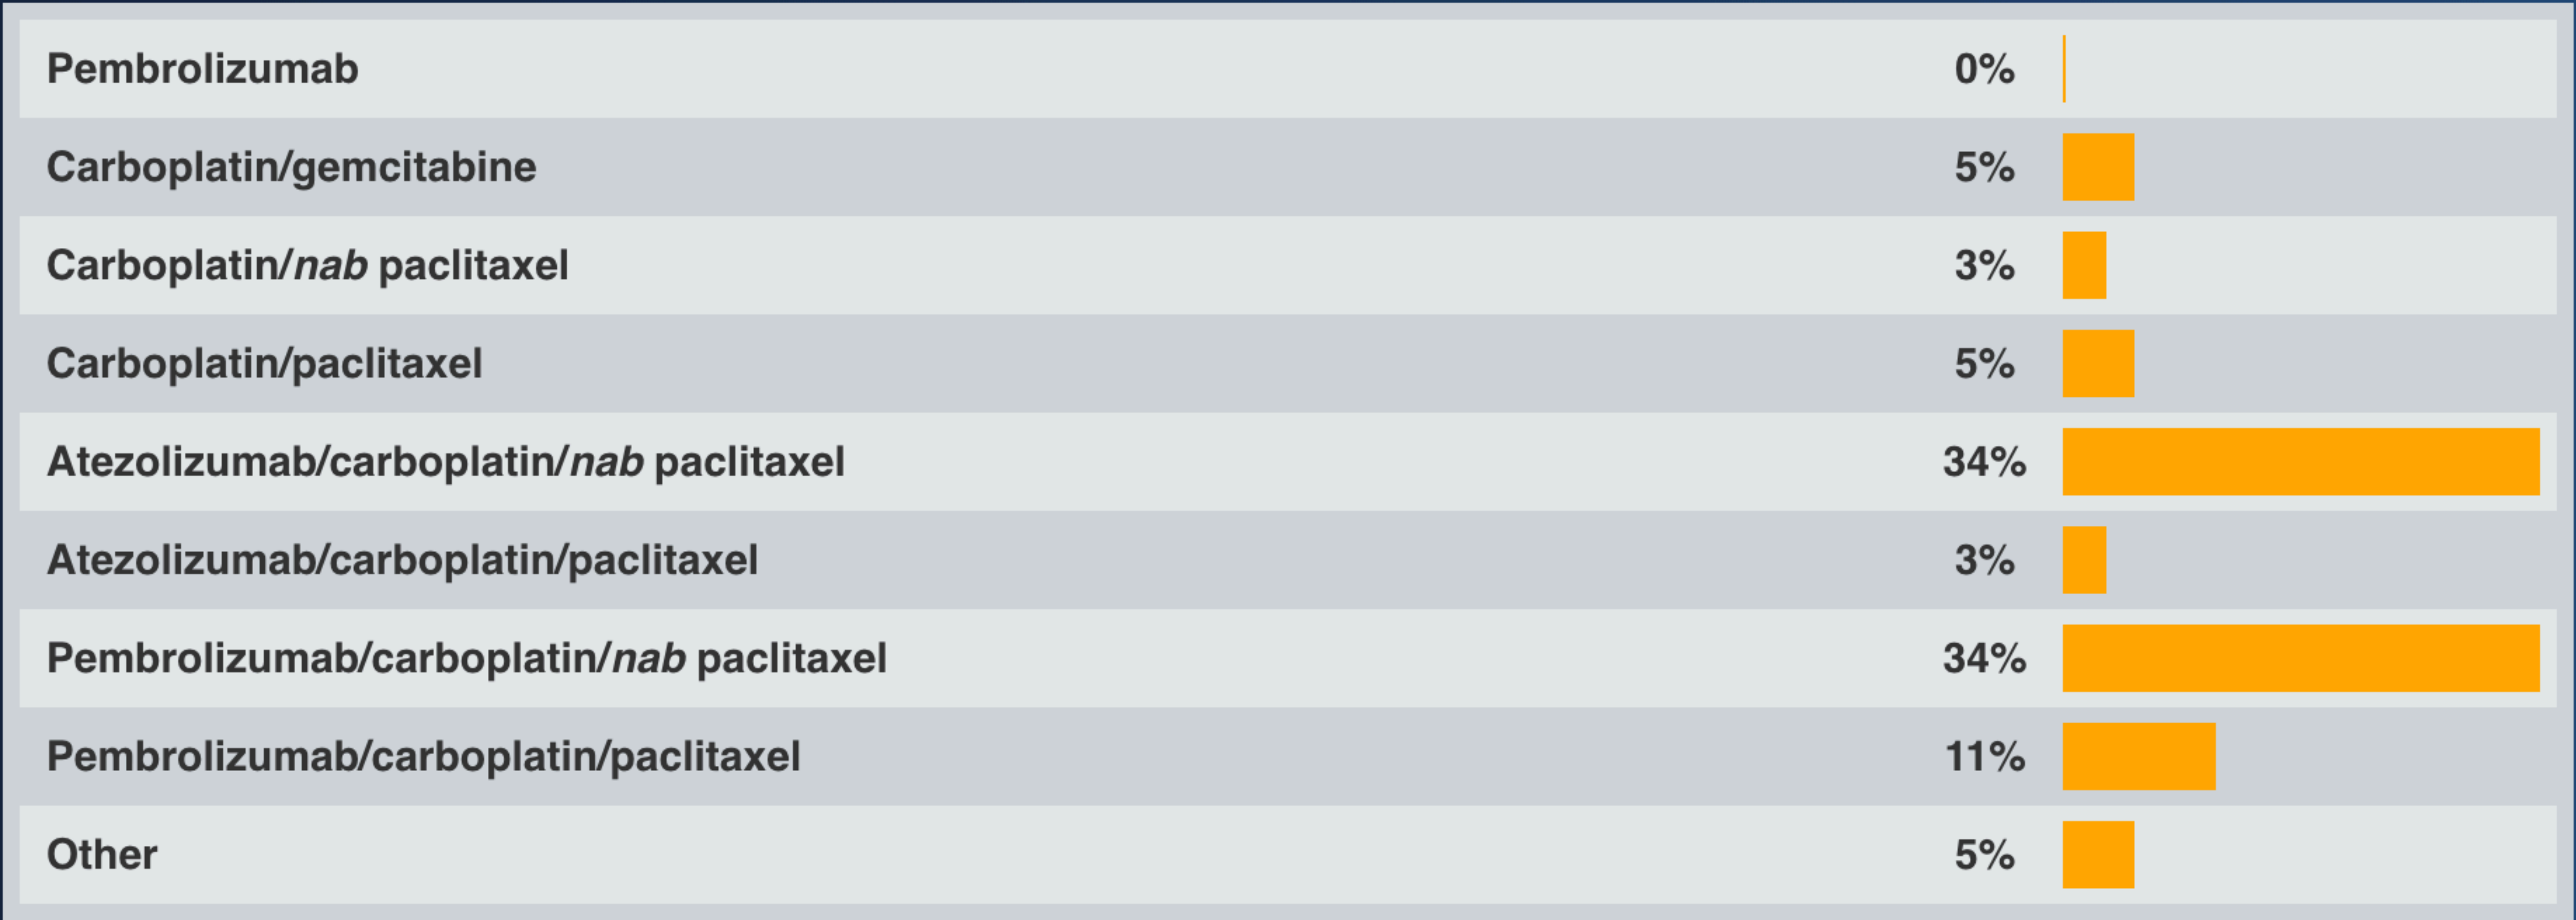 Pembrolizumab 0%
Carboplatin/gemcitabine 5%
Carboplatin/nab paclitaxel 3%
Carboplatin/paclitaxel 5%
Atezolizumab/carboplatin/nab paclitaxel 34%
Atezolizumab/carboplatin/paclitaxel 3%
Pembrolizumab/carboplatin/nab paclitaxel 34%
Pembrolizumab/carboplatin/paclitaxel 11%
Other 5%